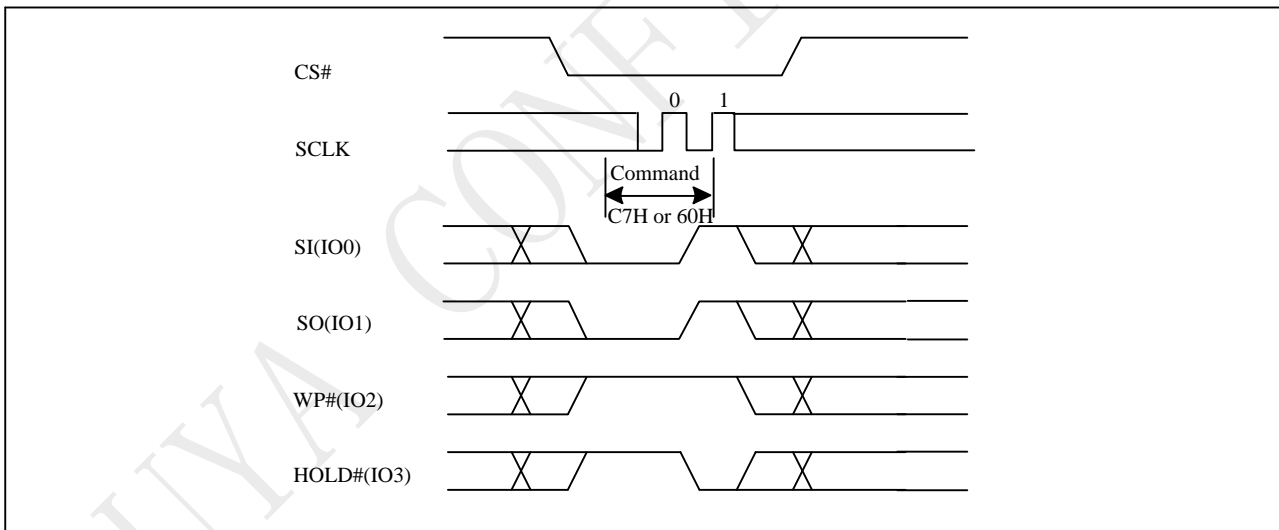 CS#
0 1
SCLK
Command
C7H or 60H
SI(IO0)
SO(IO1)
WP#(IO2)
HOLD#(IO3)